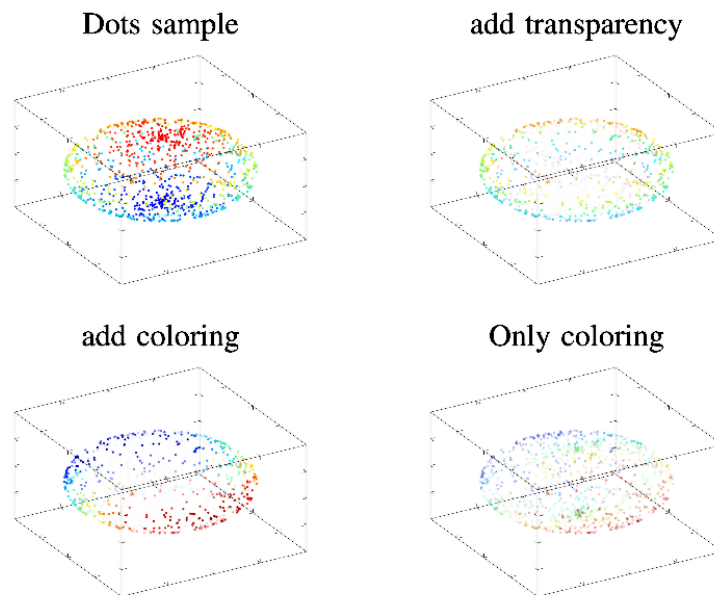 Dots sample
add transparency
add coloring
Only coloring